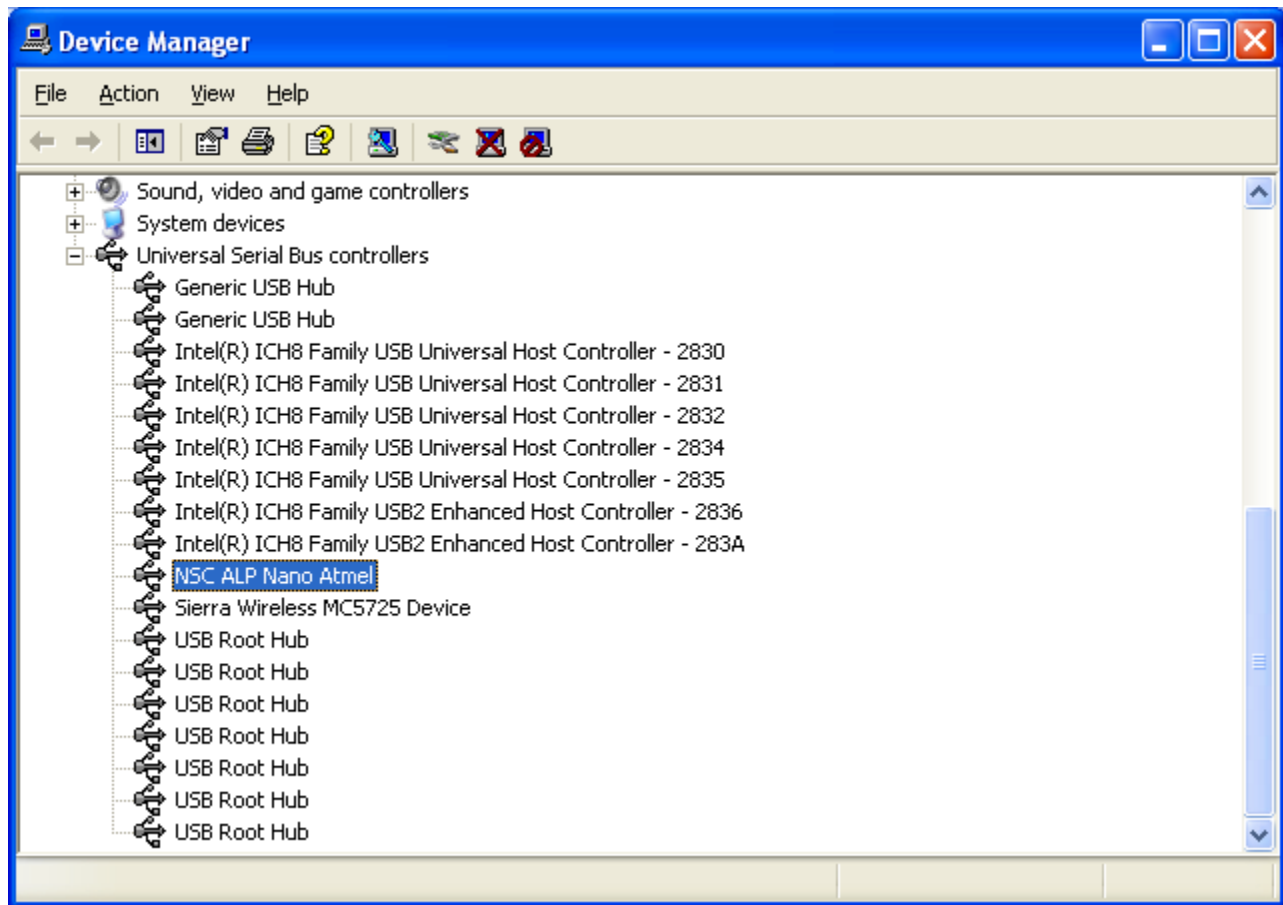 Device Manager
File Action View Help
Sound, video and game controllers
System devices
Universal Serial Bus controllers
Generic USB Hub
Generic USB Hub
Intel(R) ICH8 Family USB Universal Host Controller - 2830
Intel(R) ICH8 Family USB Universal Host Controller - 2831
Intel(R) ICH8 Family USB Universal Host Controller - 2832
Intel(R) ICH8 Family USB Universal Host Controller - 2834
Intel(R) ICH8 Family USB Universal Host Controller - 2835
Intel(R) ICH8 Family USB2 Enhanced Host Controller - 2836
Intel(R) ICH8 Family USB2 Enhanced Host Controller - 283A
NSC ALP Nano Atmel
Sierra Wireless MC5725 Device
USB Root Hub
USB Root Hub
USB Root Hub
USB Root Hub
USB Root Hub
USB Root Hub
USB Root Hub